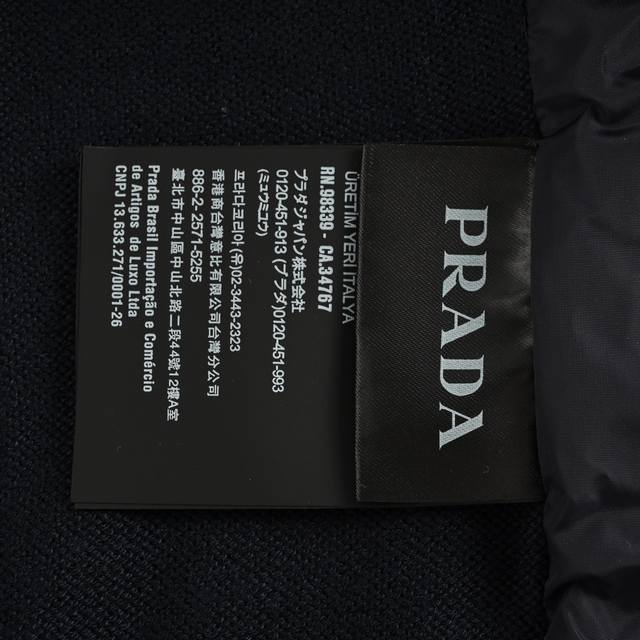 PRADA
ÜRETİM YERİ İTALYA
RN.98839 - CA.34767
プラダジャパン株式会社
0120-451-913 (プラダ) 0120-451-993
(ミュウミュウ)
프라다코리아(유)02-3443-2323
香港商台灣意比有限公司台灣分公司
886-2-2571-5255
臺北市中山區中山北路二段44號12樓A室
Prada Brasil Importação e Comércio
de Artigos de Luxo Ltda
CNPJ 13.633.271/0001-26